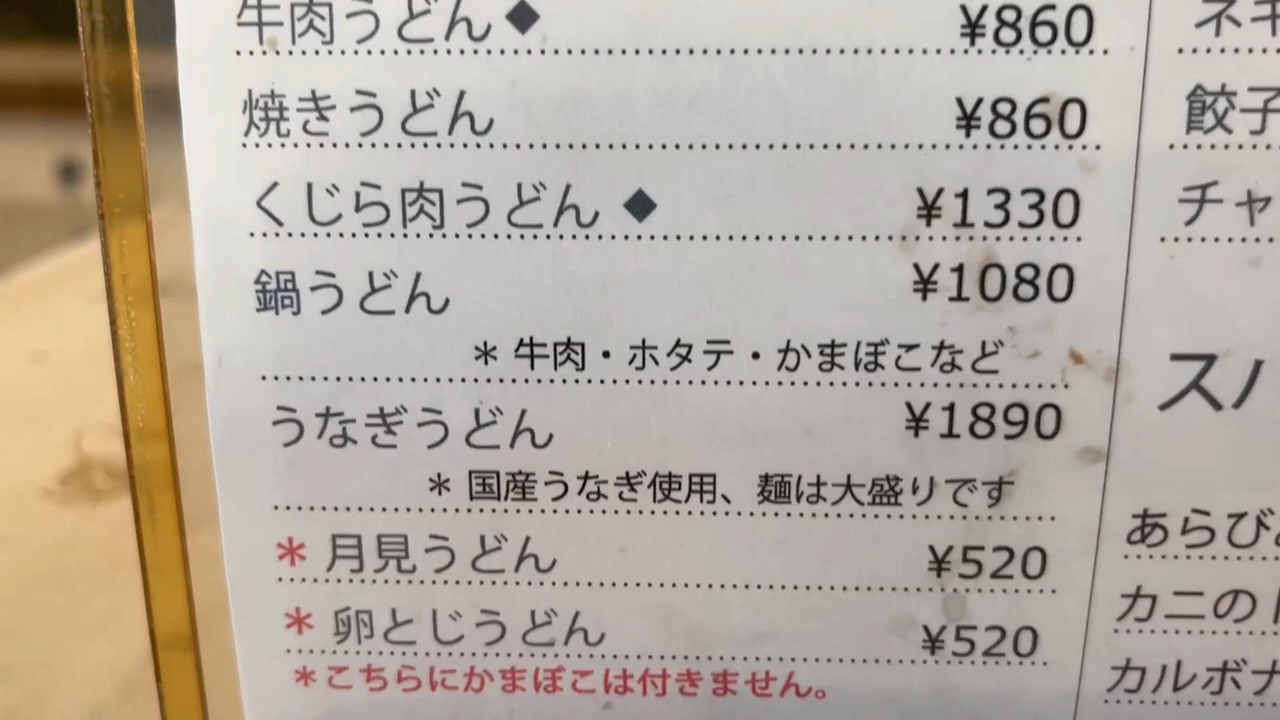 牛肉うどん◆ ¥860
焼きうどん ¥860
くじら肉うどん ◆ ¥1330
鍋うどん ¥1080
＊ 牛肉・ホタテ・かまぼこなど
うなぎうどん ¥1890
＊ 国産うなぎ使用、麺は大盛りです
＊ 月見うどん ¥520
＊ 卵とじうどん ¥520
＊こちらにかまぼこは付きません。
ネギ
餃子
チャ
スパ
あらび
カニの
カルボナ